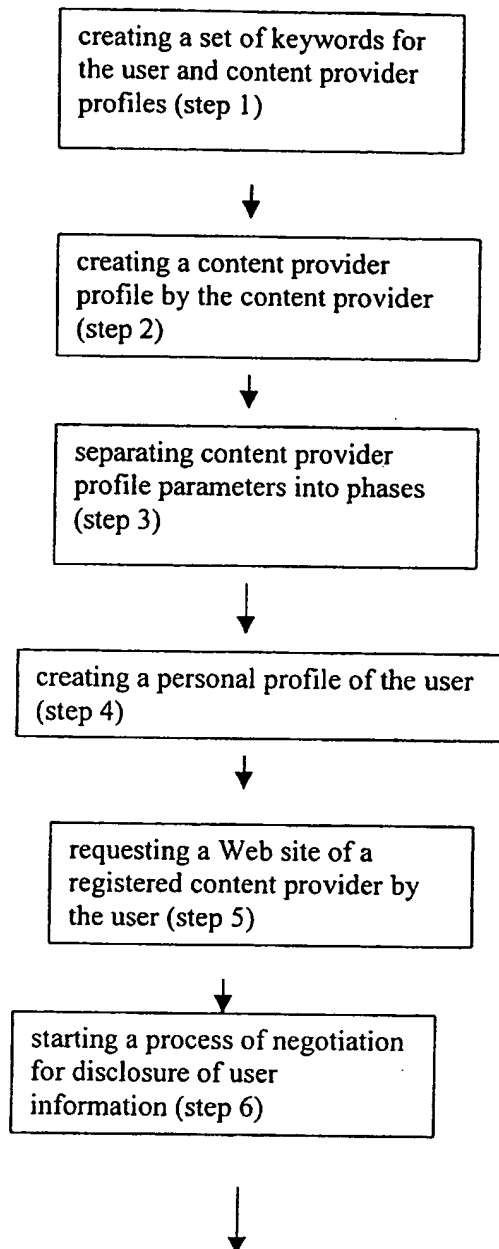 creating a set of keywords for
the user and content provider
profiles (step 1)
creating a content provider
profile by the content provider
(step 2)
separating content provider
profile parameters into phases
(step 3)
creating a personal profile of the user
(step 4)
requesting a Web site of a
registered content provider by
the user (step 5)
starting a process of negotiation
for disclosure of user
information (step 6)